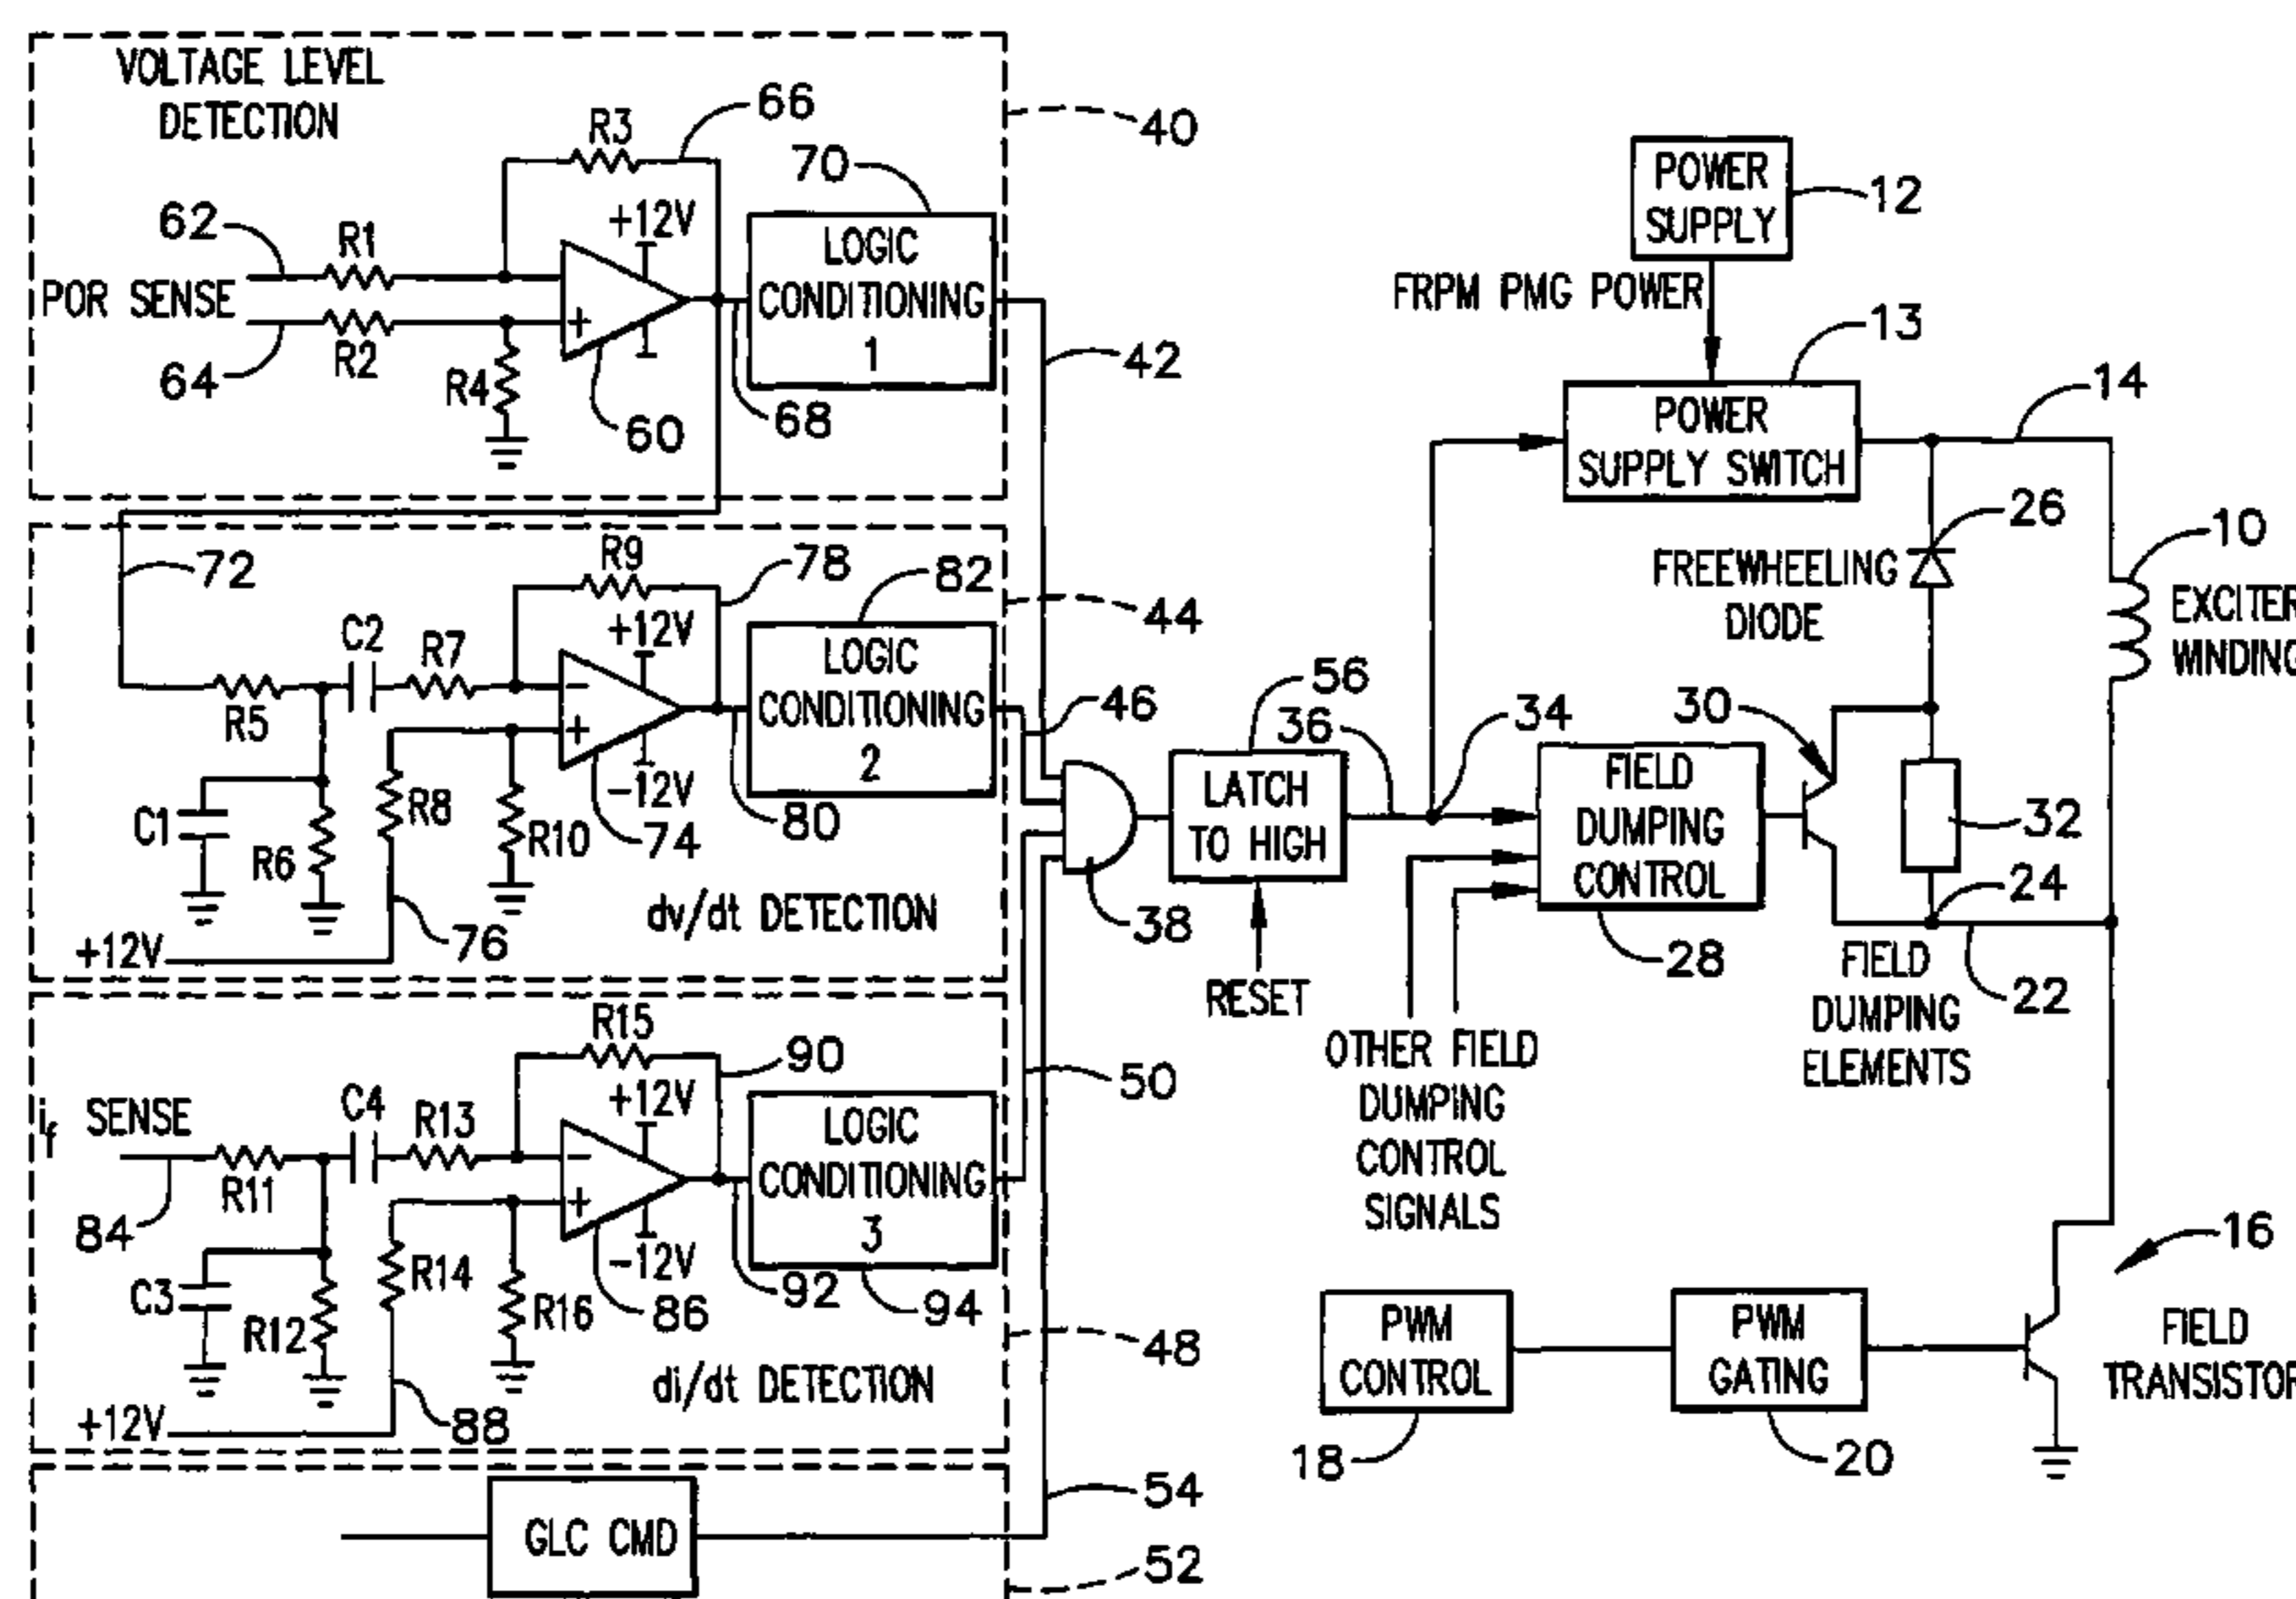 VOLTAGE LEVEL
DETECTION
66
R3
40
70
62
R1
+12V
LOGIC
CONDITIONING
1
POR SENSE
+
R2
64
R4
60
68
42
POWER
SUPPLY
12
FRPM PMG POWER
13
POWER
SUPPLY SWITCH
14
26
FREEWHEELING
DIODE
10
EXCITER
WINDING
72
R9
78
82
44
C2
R7
+12V
LOGIC
CONDITIONING
2
−
+
R5
−12V
C1
R6
R8
R10
74
80
46
dv/dt DETECTION
+12V
76
56
36
34
30
LATCH
TO HIGH
FIELD
DUMPING
CONTROL
32
24
38
RESET
28
FIELD
DUMPING
ELEMENTS
22
OTHER FIELD
DUMPING
CONTROL
SIGNALS
R15
90
50
if SENSE
C4
R13
+12V
LOGIC
CONDITIONING
3
−
+
R11
84
−12V
C3
R12
R14
R16
86
92
94
48
di/dt DETECTION
+12V
88
16
PWM
CONTROL
PWM
GATING
FIELD
TRANSISTOR
18
20
54
GLC CMD
52